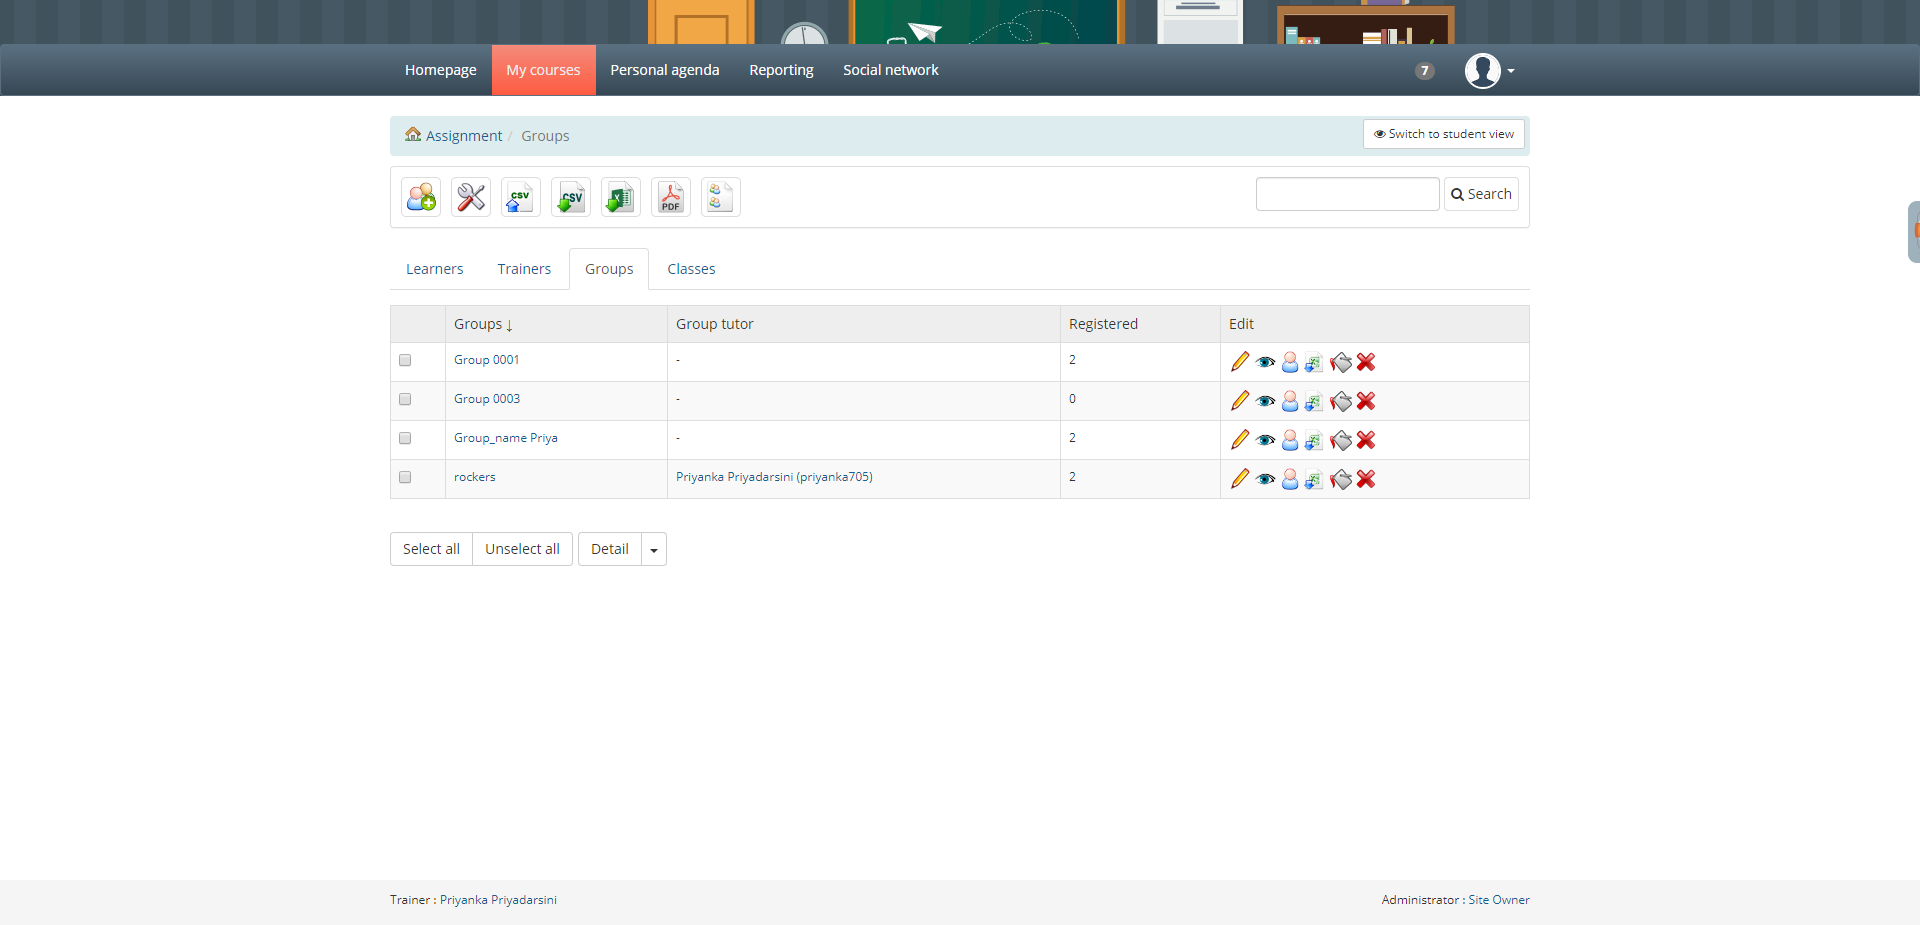 Homepage My courses Personal agenda Reporting Social network 7
Assignment / Groups Switch to student view
CSV CSV PDF Search
Learners Trainers Groups Classes
Groups ↓ Group tutor Registered Edit
Group 0001 - 2
Group 0003 - 0
Group_name Priya - 2
rockers Priyanka Priyadarsini (priyanka705) 2
Select all Unselect all Detail
Trainer : Priyanka Priyadarsini Administrator : Site Owner